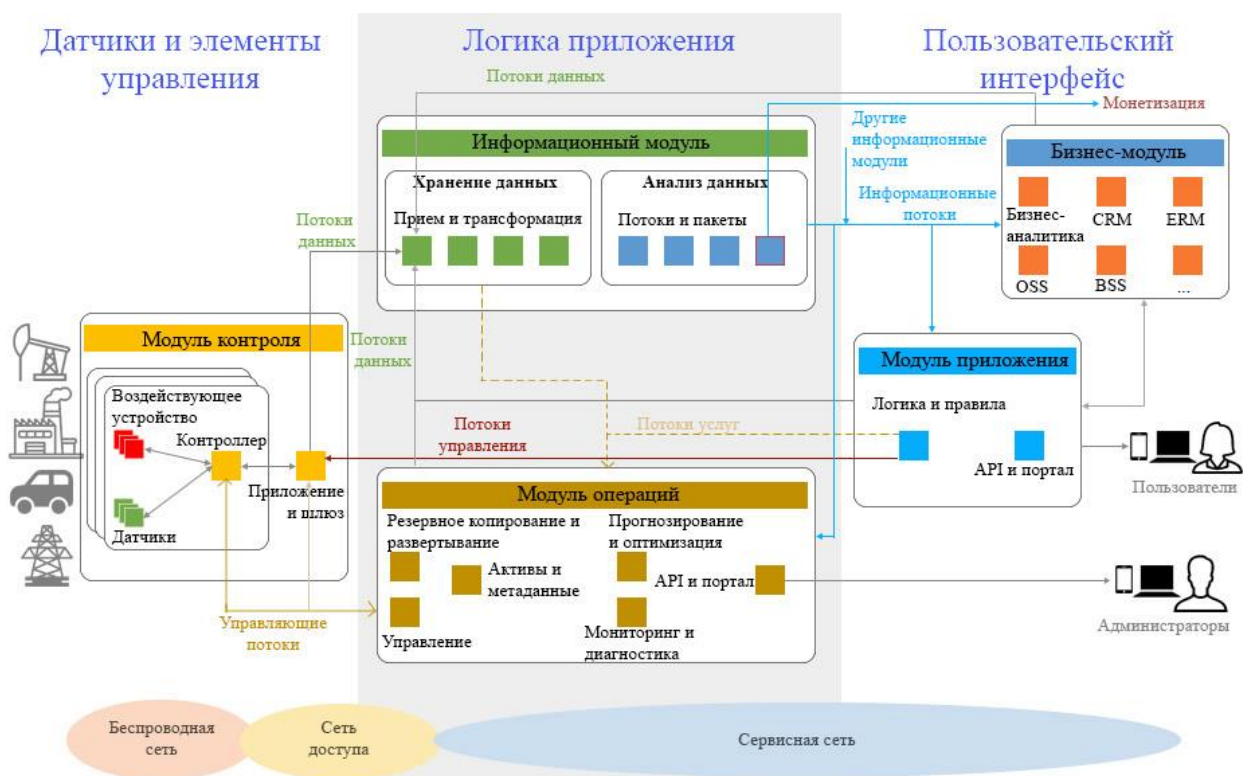 Датчики и элементы
управления
Логика приложения
Пользовательский
интерфейс
Потоки данных
Монетизация
Другие
информационные
модули
Информационный модуль
Хранение данных
Прием и трансформация
Анализ данных
Потоки и пакеты
Информационные
потоки
Бизнес-модуль
Бизнес-
аналитика
CRM
ERM
OSS
BSS
...
Потоки
данных
Модуль контроля
Воздействующее
устройство
Контроллер
Датчики
Приложение
и шлюз
Потоки
данных
Потоки
управления
Потоки услуг
Модуль приложения
Логика и правила
API и портал
Пользователи
Модуль операций
Резервное копирование и
развертывание
Активы и
метаданные
Управление
Прогнозирование
и оптимизация
API и портал
Мониторинг и
диагностика
Администраторы
Управляющие
потоки
Беспроводная
сеть
Сеть
доступа
Сервисная сеть